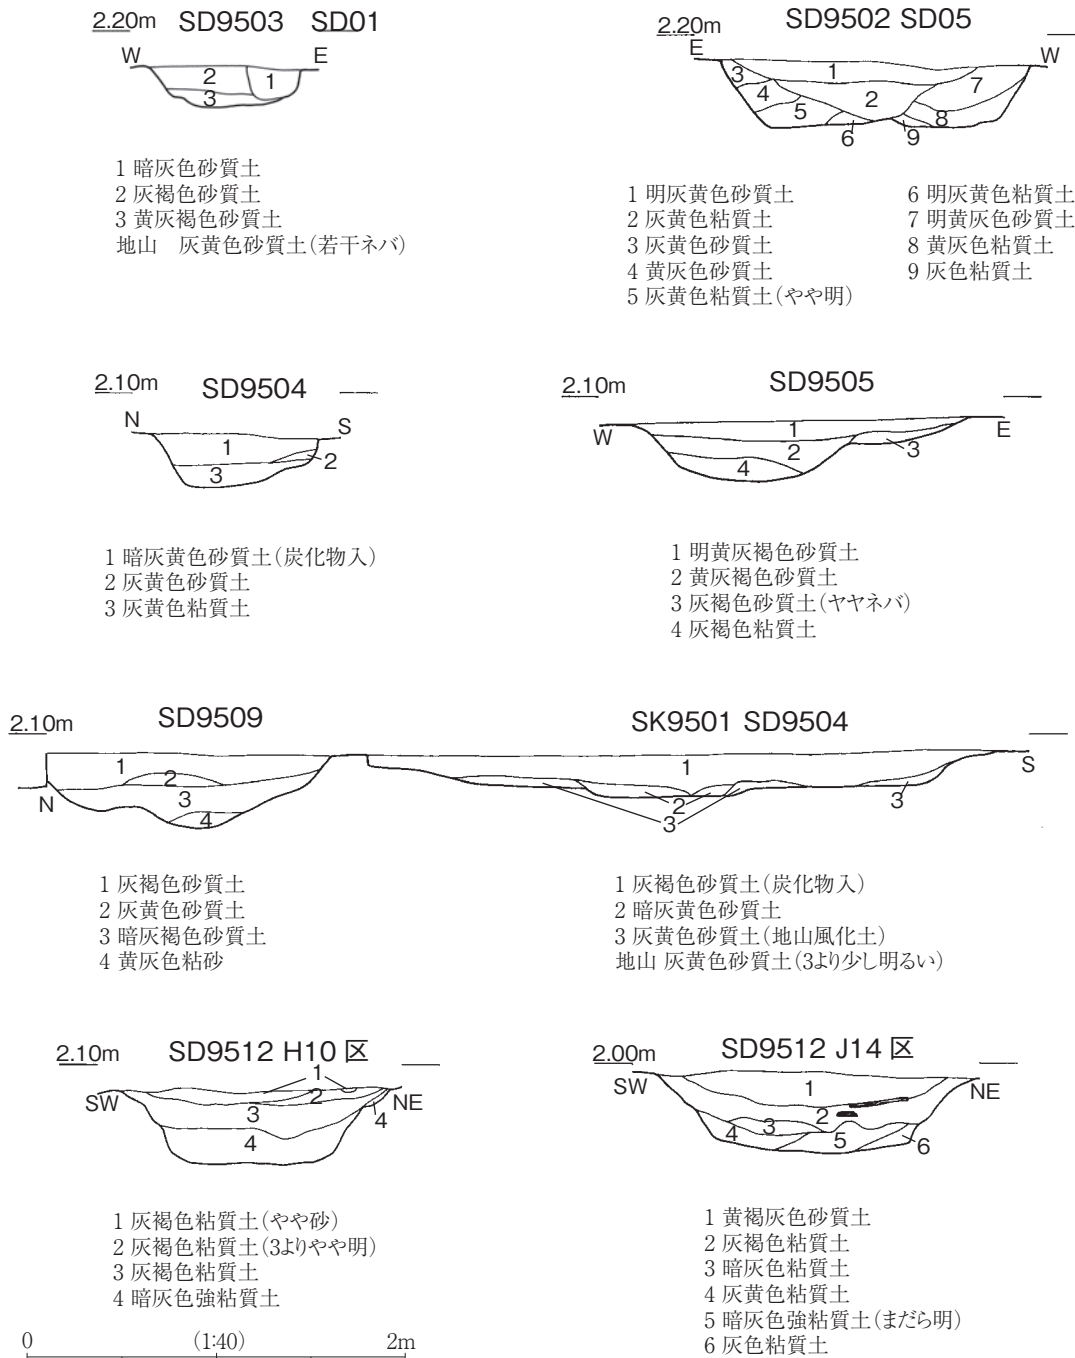 2.20m SD9503 SD01
W E
2 1
3
1 暗灰色砂質土
2 灰褐色砂質土
3 黄灰褐色砂質土
地山 灰黄色砂質土(若干ネバ)
2.20m SD9502 SD05
E W
1
3 7
4 2
5 8
6 9
1 明灰黄色砂質土
2 灰黄色粘質土
3 灰黄色砂質土
4 黄灰色砂質土
5 灰黄色粘質土(やや明)
6 明灰黄色粘質土
7 明黄灰色砂質土
8 黄灰色粘質土
9 灰色粘質土
2.10m SD9504
N S
1
2
3
1 暗灰黄色砂質土(炭化物入)
2 灰黄色砂質土
3 灰黄色粘質土
2.10m SD9505
W E
1
2 3
4
1 明黄灰褐色砂質土
2 黄灰褐色砂質土
3 灰褐色砂質土(ヤヤネバ)
4 灰褐色粘質土
2.10m SD9509 SK9501 SD9504
1 1 S
2
N 3 2 3
4 3
1 灰褐色砂質土
2 灰黄色砂質土
3 暗灰褐色砂質土
4 黄灰色粘砂
1 灰褐色砂質土(炭化物入)
2 暗灰黄色砂質土
3 灰黄色砂質土(地山風化土)
地山 灰黄色砂質土(3より少し明るい)
2.10m SD9512 H10 区
1
SW 2 NE
3 4
4
1 灰褐色粘質土(やや砂)
2 灰褐色粘質土(3よりやや明)
3 灰褐色粘質土
4 暗灰色強粘質土
2.00m SD9512 J14 区
SW 1 NE
2
4 3 5 6
1 黄褐灰色砂質土
2 灰褐色粘質土
3 暗灰色粘質土
4 灰黄色粘質土
5 暗灰色強粘質土(まだら明)
6 灰色粘質土
0 (1:40) 2m